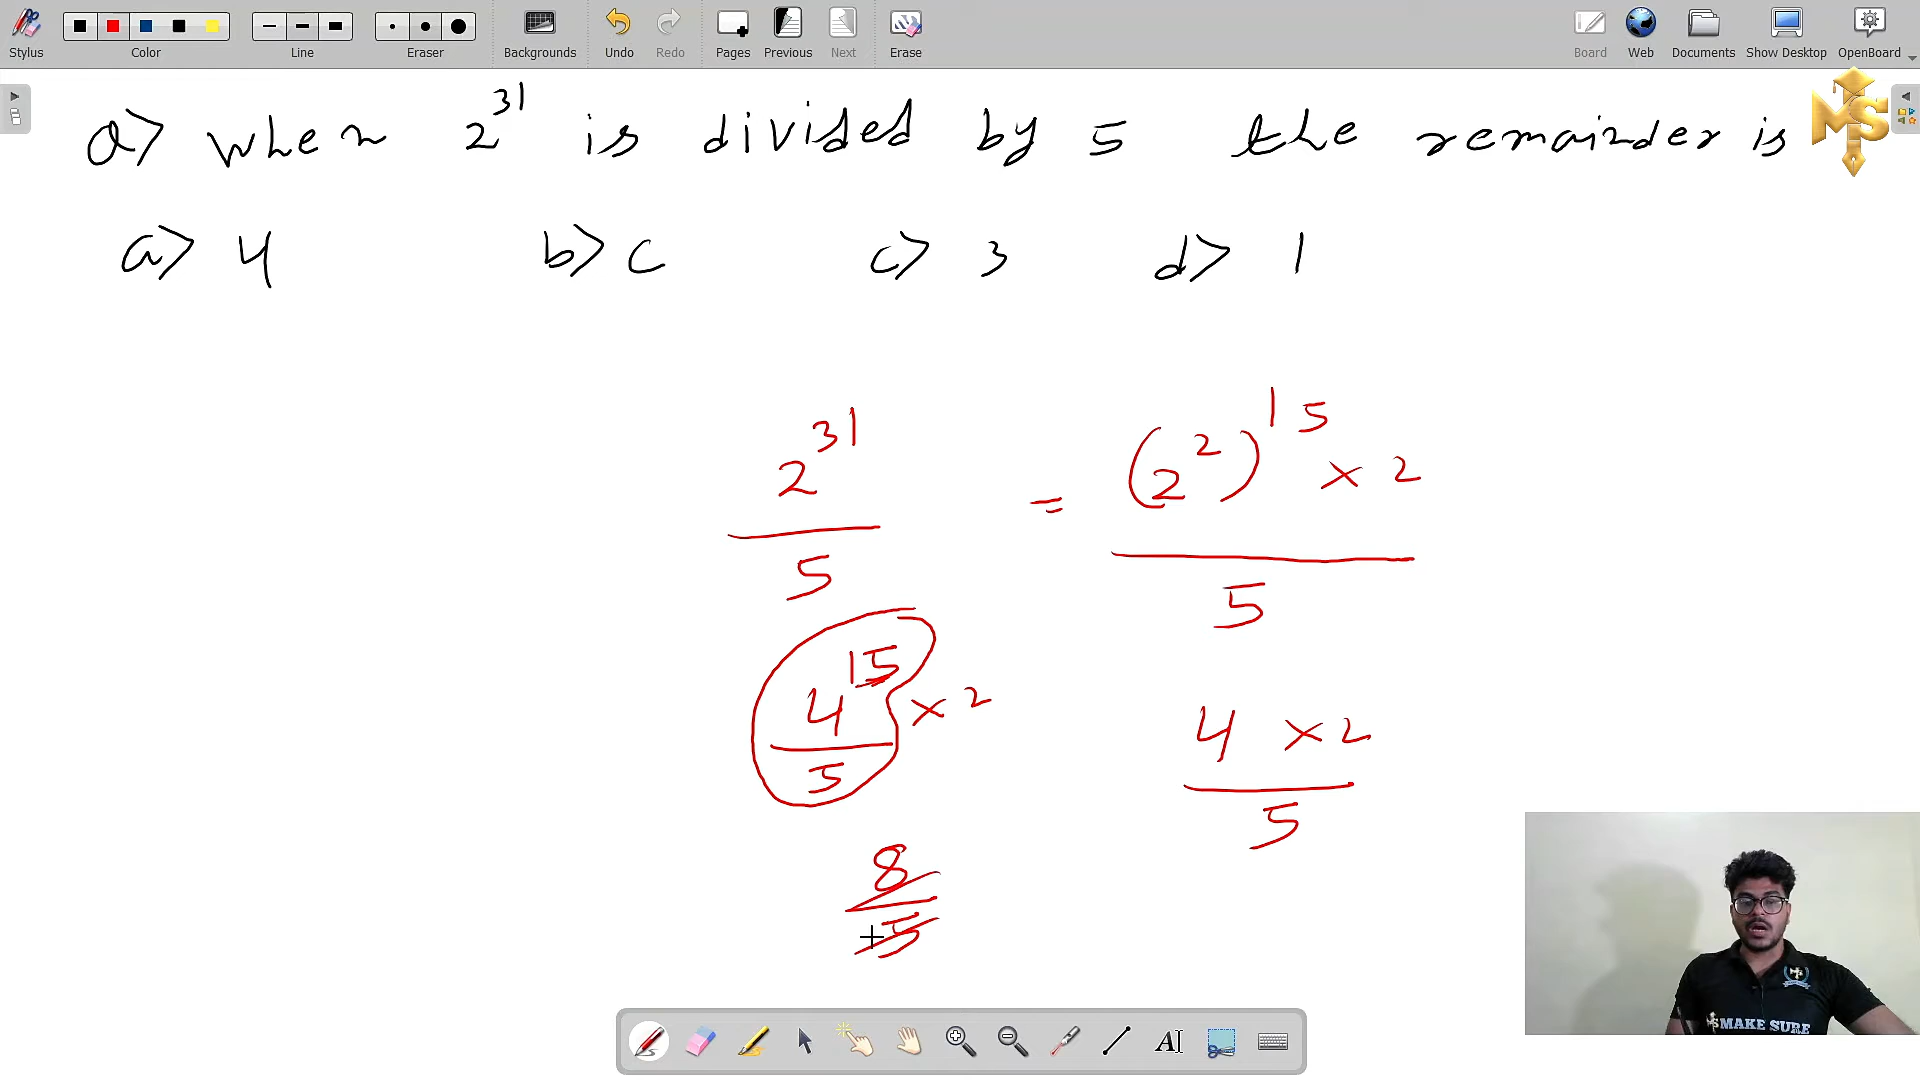 Stylus Color Line Eraser Backgrounds Undo Redo Pages Previous Next Erase Board Web Documents Show Desktop OpenBoard
Q> when 2^31 is divided by 5 the remainder is
MS
a> 4 b> c c> 3 d> 1
2^31 / 5 = (2^2)^15 × 2 / 5
4^15 / 5 × 2
4 × 2 / 5
8 / 5
MAKE SURE